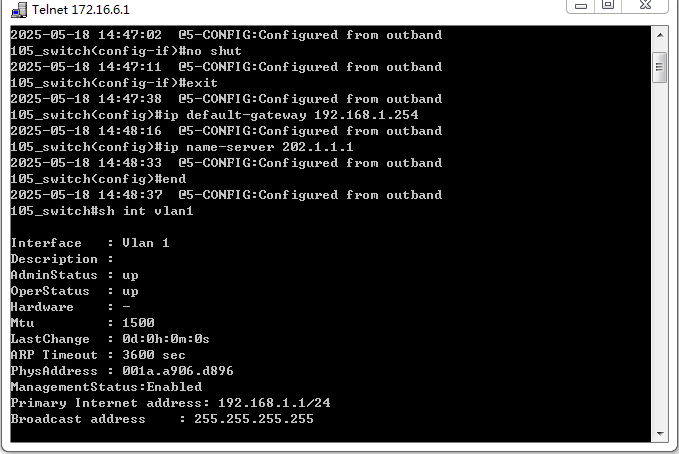 Telnet 172.16.6.1
2025-05-18 14:47:02  @5-CONFIG:Configured from outband
105_switch(config-if)#no shut
2025-05-18 14:47:11  @5-CONFIG:Configured from outband
105_switch(config-if)#exit
2025-05-18 14:47:38  @5-CONFIG:Configured from outband
105_switch(config)#ip default-gateway 192.168.1.254
2025-05-18 14:48:16  @5-CONFIG:Configured from outband
105_switch(config)#ip name-server 202.1.1.1
2025-05-18 14:48:33  @5-CONFIG:Configured from outband
105_switch(config)#end
2025-05-18 14:48:37  @5-CONFIG:Configured from outband
105_switch#sh int vlan1
Interface   : Vlan 1
Description :
AdminStatus : up
OperStatus  : up
Hardware    : -
Mtu         : 1500
LastChange  : 0d:0h:0m:0s
ARP Timeout : 3600 sec
PhysAddress : 001a.a906.d896
ManagementStatus:Enabled
Primary Internet address: 192.168.1.1/24
Broadcast address    : 255.255.255.255